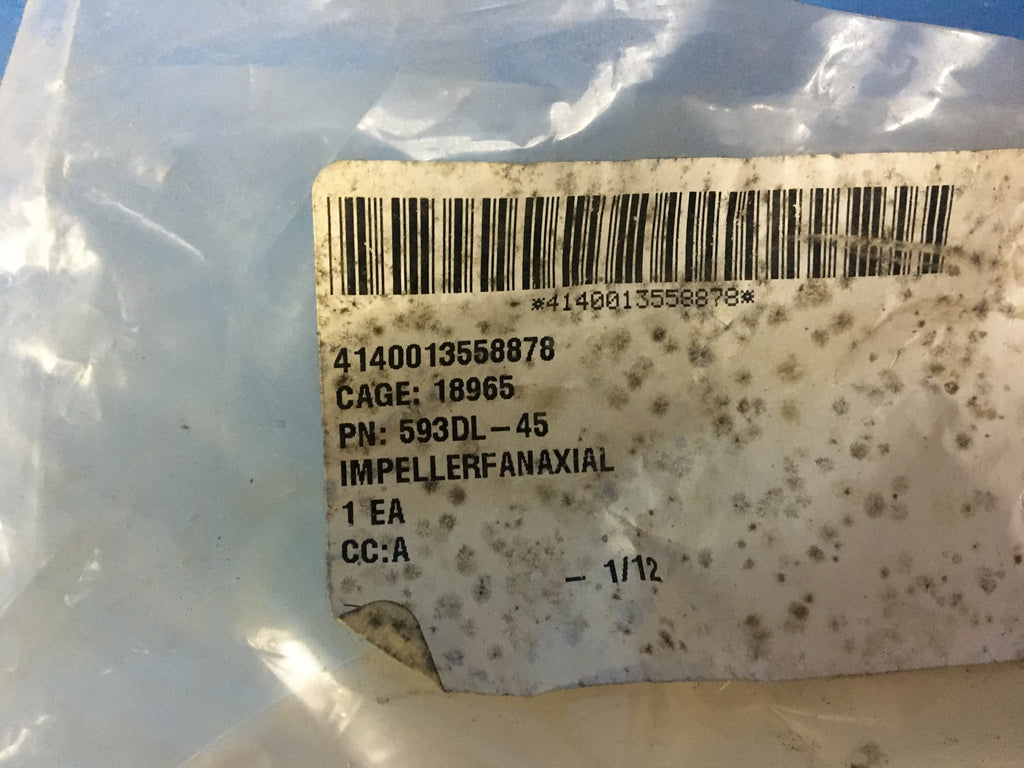 *4140013558878*
4140013558878
CAGE: 18965
PN: 593DL-45
IMPELLERFANAXIAL
1 EA
CC:A
- 1/12